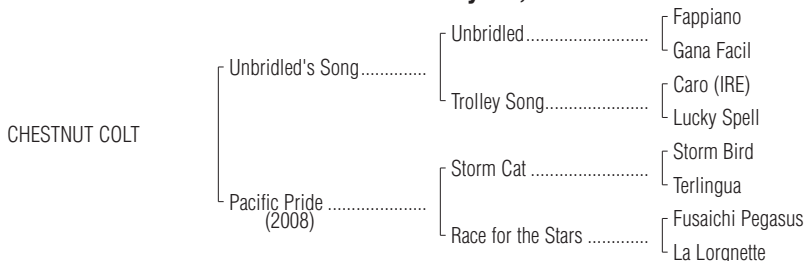 Fappiano
Unbridled..............................
Gana Facil
Unbridled's Song...............
Caro (IRE)
Trolley Song.........................
Lucky Spell
CHESTNUT COLT
Storm Bird
Storm Cat ............................
Terlingua
Pacific Pride .......................
(2008)
Fusaichi Pegasus
Race for the Stars ..............
La Lorgnette